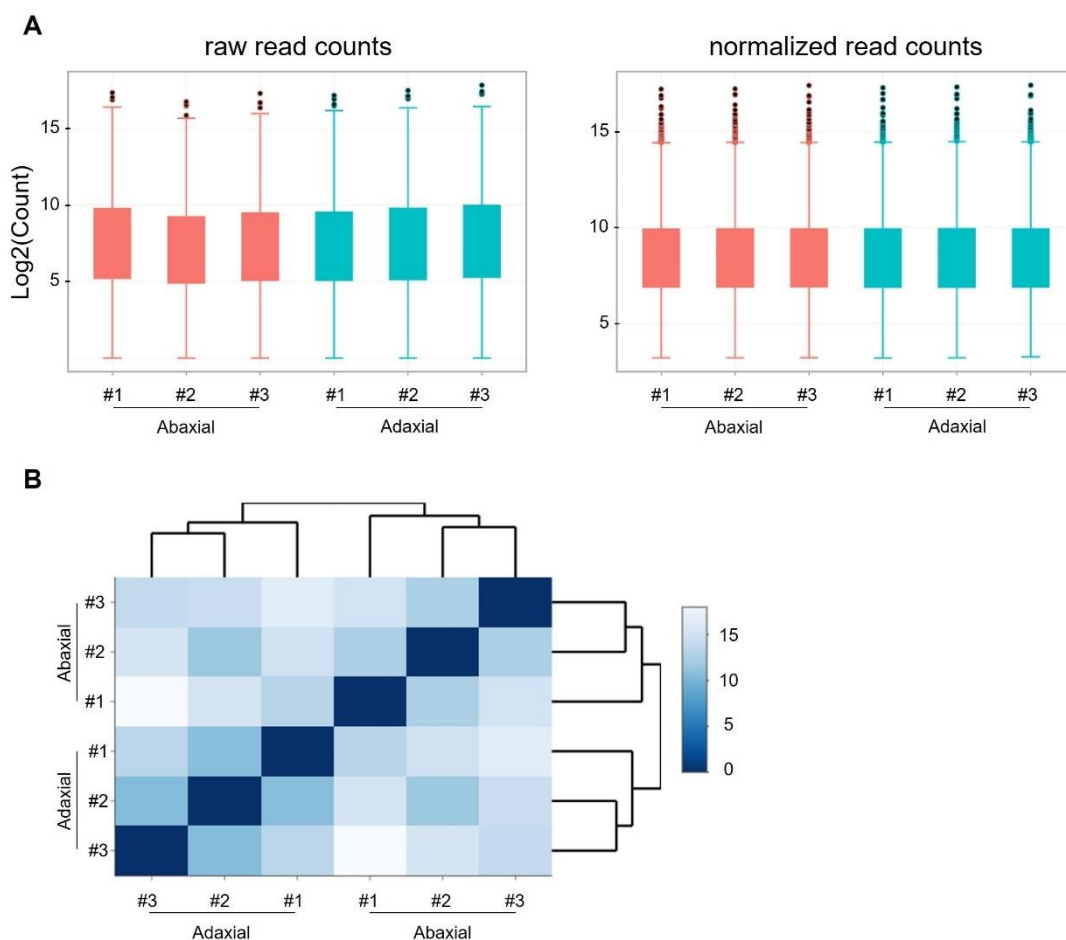 A
raw read counts
normalized read counts
Log2(Count)
15
10
5
15
10
5
#1 #2 #3 #1 #2 #3
Abaxial Adaxial
#1 #2 #3 #1 #2 #3
Abaxial Adaxial
B
Abaxial
#3
#2
#1
Adaxial
#1
#2
#3
15
10
5
0
#3 #2 #1 #1 #2 #3
Adaxial Abaxial